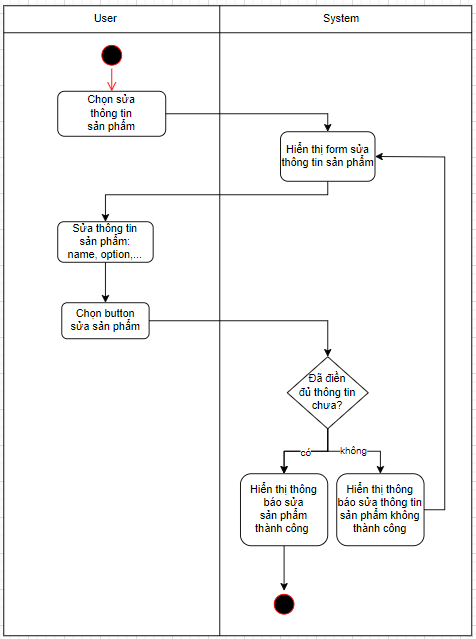 User
System
Chọn sửa
thông tin
sản phẩm
Hiển thị form sửa
thông tin sản phẩm
Sửa thông tin
sản phẩm:
name, option,...
Chọn button
sửa sản phẩm
Đã điền
đủ thông tin
chưa?
có
không
Hiển thị thông
báo sửa
sản phẩm
thành công
Hiển thị thông
báo sửa thông tin
sản phẩm không
thành công